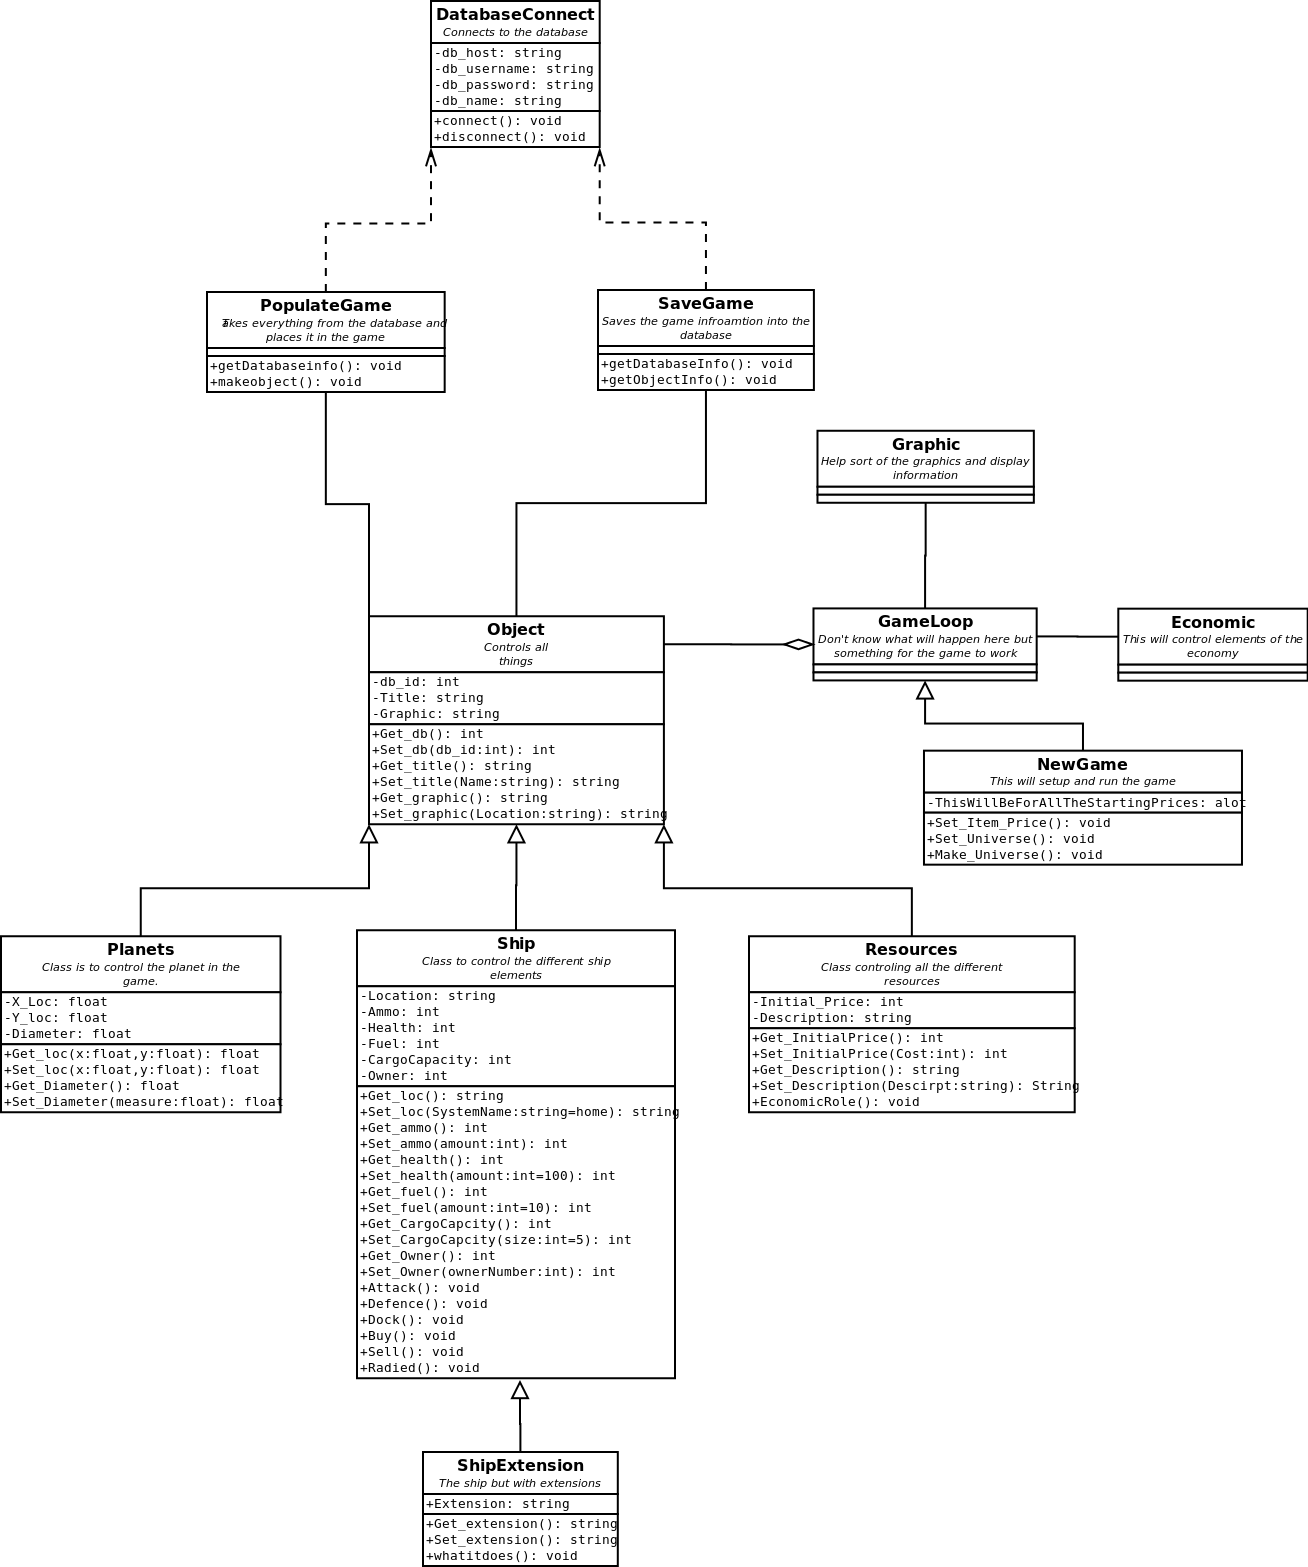 DatabaseConnect
Connects to the database
-db_host: string
-db_username: string
-db_password: string
-db_name: string
+connect(): void
+disconnect(): void
PopulateGame
Takes everything from the database and
places it in the game
+getDatabaseinfo(): void
+makeobject(): void
SaveGame
Saves the game infroamtion into the
database
+getDatabaseInfo(): void
+getObjectInfo(): void
Graphic
Help sort of the graphics and display
information
Object
Controls all
things
-db_id: int
-Title: string
-Graphic: string
+Get_db(): int
+Set_db(db_id:int): int
+Get_title(): string
+Set_title(Name:string): string
+Get_graphic(): string
+Set_graphic(Location:string): string
GameLoop
Don't know what will happen here but
something for the game to work
Economic
This will control elements of the
economy
NewGame
This will setup and run the game
-ThisWillBeForAllTheStartingPrices: alot
+Set_Item_Price(): void
+Set_Universe(): void
+Make_Universe(): void
Planets
Class is to control the planet in the
game.
-X_Loc: float
-Y_loc: float
-Diameter: float
+Get_loc(x:float,y:float): float
+Set_loc(x:float,y:float): float
+Get_Diameter(): float
+Set_Diameter(measure:float): float
Ship
Class to control the different ship
elements
-Location: string
-Ammo: int
-Health: int
-Fuel: int
-CargoCapacity: int
-Owner: int
+Get_loc(): string
+Set_loc(SystemName:string=home): string
+Get_ammo(): int
+Set_ammo(amount:int): int
+Get_health(): int
+Set_health(amount:int=100): int
+Get_fuel(): int
+Set_fuel(amount:int=10): int
+Get_CargoCapcity(): int
+Set_CargoCapcity(size:int=5): int
+Get_Owner(): int
+Set_Owner(ownerNumber:int): int
+Attack(): void
+Defence(): void
+Dock(): void
+Buy(): void
+Sell(): void
+Radied(): void
Resources
Class controling all the different
resources
-Initial_Price: int
-Description: string
+Get_InitialPrice(): int
+Set_InitialPrice(Cost:int): int
+Get_Description(): string
+Set_Description(Descirpt:string): String
+EconomicRole(): void
ShipExtension
The ship but with extensions
+Extension: string
+Get_extension(): string
+Set_extension(): string
+whatitdoes(): void